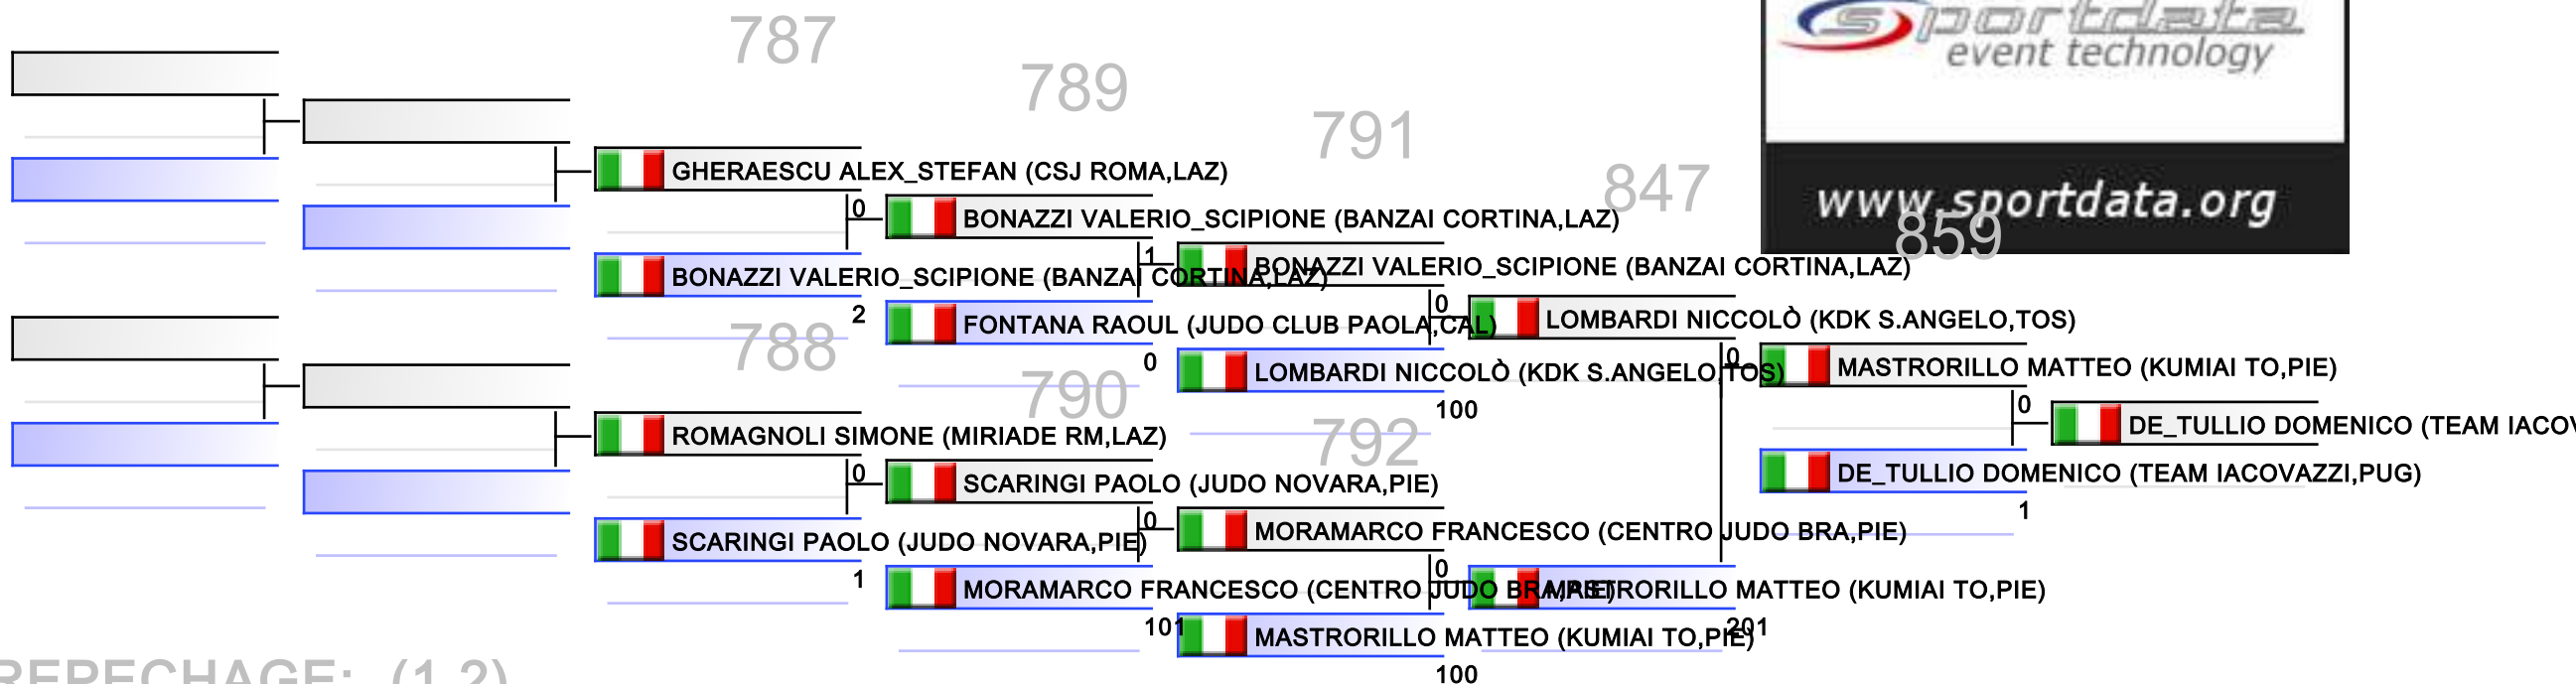 sportdata
event technology
www.sportdata.org
787
789
791
847
859
GHERAESCU ALEX_STEFAN (CSJ ROMA,LAZ)
0
BONAZZI VALERIO_SCIPIONE (BANZAI CORTINA,LAZ)
1
BONAZZI VALERIO_SCIPIONE (BANZAI CORTINA,LAZ)
BONAZZI VALERIO_SCIPIONE (BANZAI CORTINA,LAZ)
2
0
LOMBARDI NICCOLÒ (KDK S.ANGELO,TOS)
FONTANA RAOUL (JUDO CLUB PAOLA,CAL)
0
788
0
MASTRORILLO MATTEO (KUMIAI TO,PIE)
LOMBARDI NICCOLÒ (KDK S.ANGELO,TOS)
100
790
792
0
DE_TULLIO DOMENICO (TEAM IACOV
ROMAGNOLI SIMONE (MIRIADE RM,LAZ)
0
SCARINGI PAOLO (JUDO NOVARA,PIE)
DE_TULLIO DOMENICO (TEAM IACOVAZZI,PUG)
1
0
MORAMARCO FRANCESCO (CENTRO JUDO BRA,PIE)
SCARINGI PAOLO (JUDO NOVARA,PIE)
1
0
MORAMARCO FRANCESCO (CENTRO JUDO BRA,PIE)
MASTRORILLO MATTEO (KUMIAI TO,PIE)
101
201
MASTRORILLO MATTEO (KUMIAI TO,PIE)
100
REPECHAGE: (1,2)